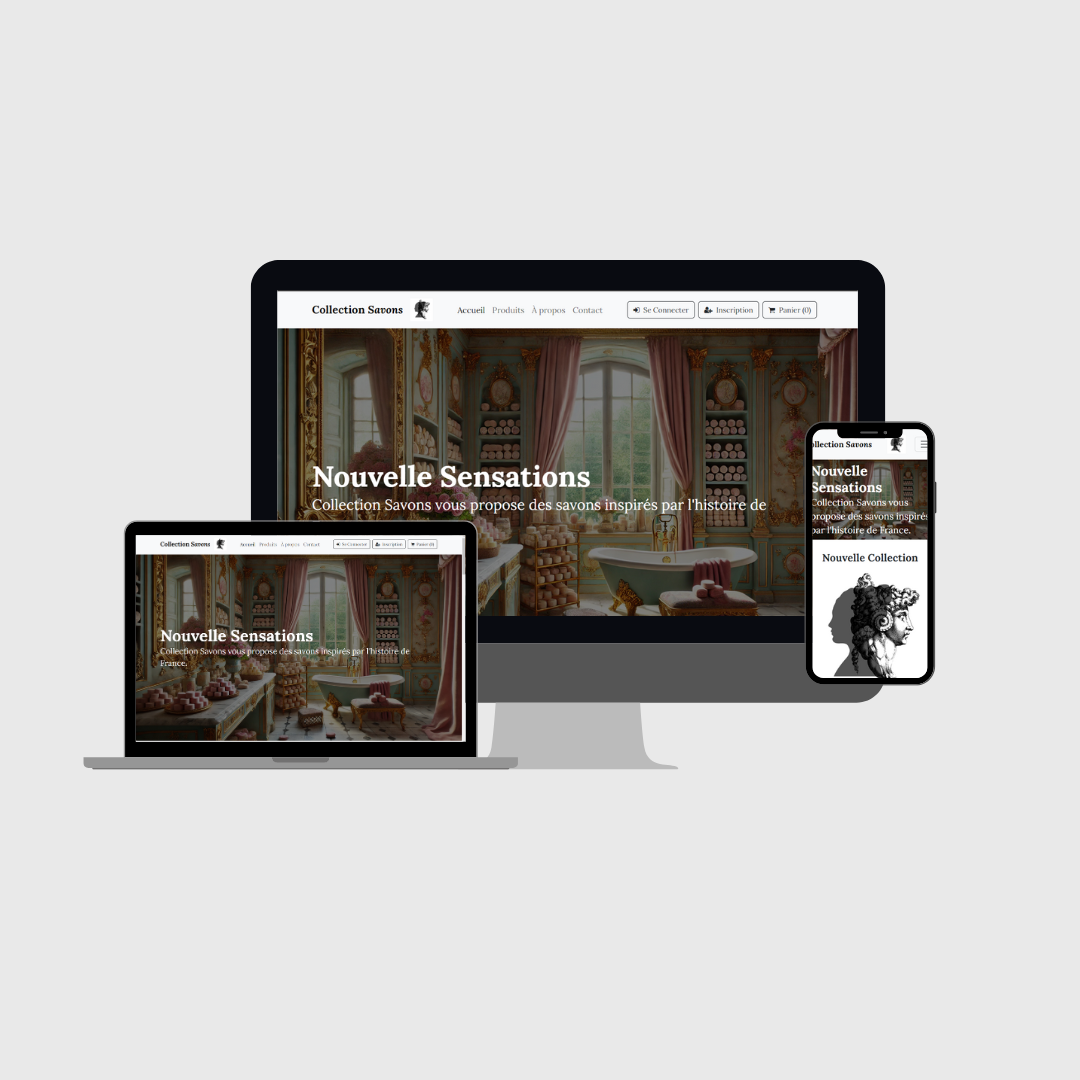 Collection Savons
Accueil Produits À propos Contact
Se Connecter Inscription Panier (0)
Nouvelle Sensations
Collection Savons vous propose des savons inspirés par l'histoire de
Collection Savons
Accueil Produits À propos Contact
Se Connecter Inscription Panier (0)
Nouvelle Sensations
Collection Savons vous propose des savons inspirés par l'histoire de
France.
ollection Savons
Nouvelle
Sensations
Collection Savons vous
propose des savons inspirés
par l'histoire de France.
Nouvelle Collection